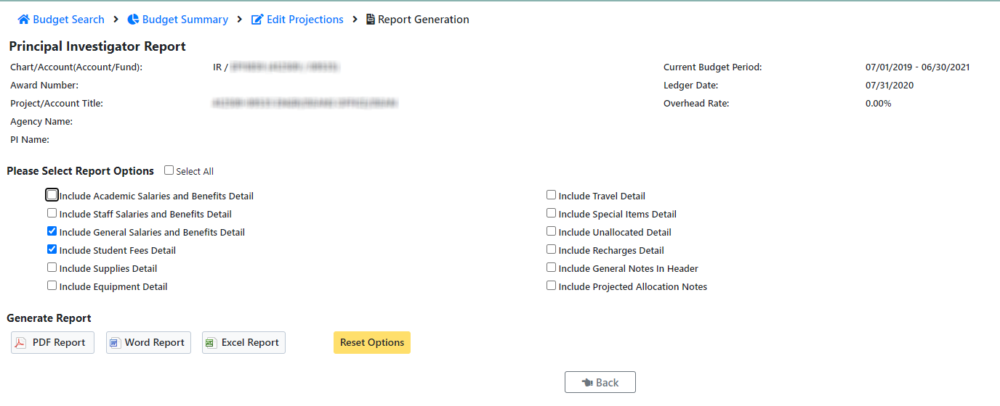 Budget Search > Budget Summary > Edit Projections > Report Generation
Principal Investigator Report
Chart/Account(Account/Fund): IR / Current Budget Period: 07/01/2019 - 06/30/2021
Award Number: Ledger Date: 07/31/2020
Project/Account Title: Overhead Rate: 0.00%
Agency Name:
PI Name:
Please Select Report Options Select All
Include Academic Salaries and Benefits Detail Include Travel Detail
Include Staff Salaries and Benefits Detail Include Special Items Detail
Include General Salaries and Benefits Detail Include Unallocated Detail
Include Student Fees Detail Include Recharges Detail
Include Supplies Detail Include General Notes In Header
Include Equipment Detail Include Projected Allocation Notes
Generate Report
PDF Report Word Report Excel Report Reset Options
Back